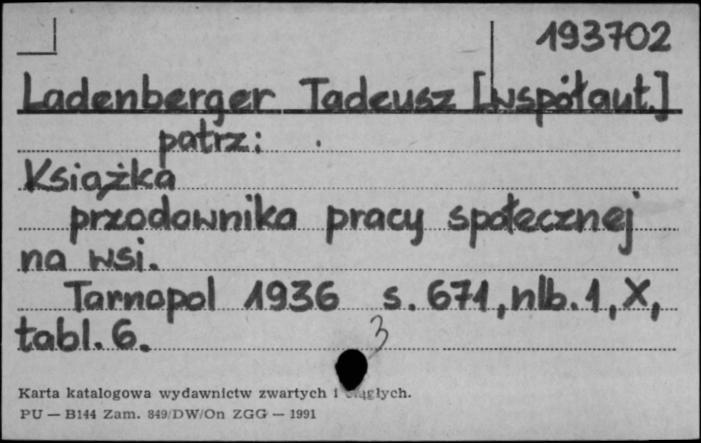 193702
Ladenberger Tadeusz [współaut.]
patrz:
Książka
przodownika pracy społecznej
na wsi.
Tarnopol 1936 s. 671, nlb. 1, X,
tabl. 6.
3
Karta katalogowa wydawnictw zwartych i ciągłych.
PU — B144 Zam. 849/DW/On ZGG — 1991